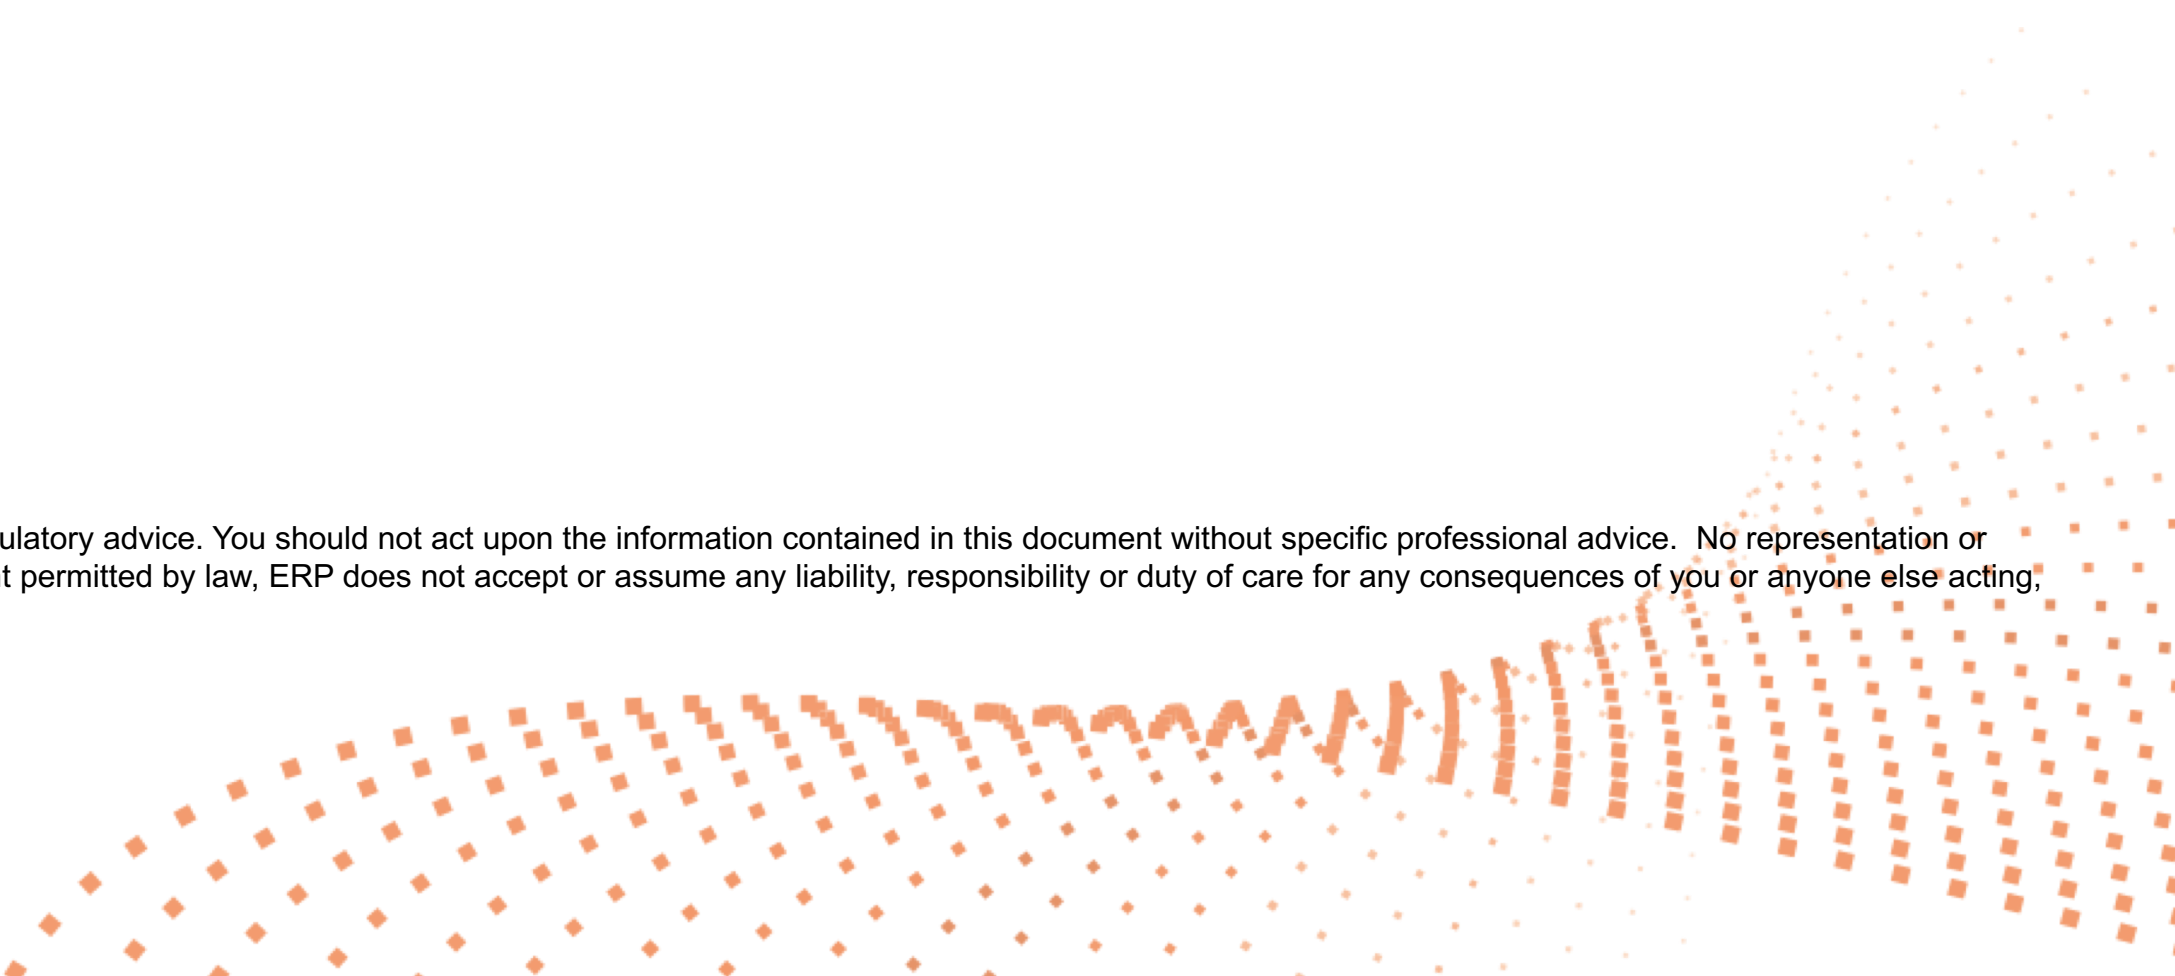 advice. You should not act upon the information contained in this document without specific professional advice. No representation or
permitted by law, ERP does not accept or assume any liability, responsibility or duty of care for any consequences of you or anyone else acting,